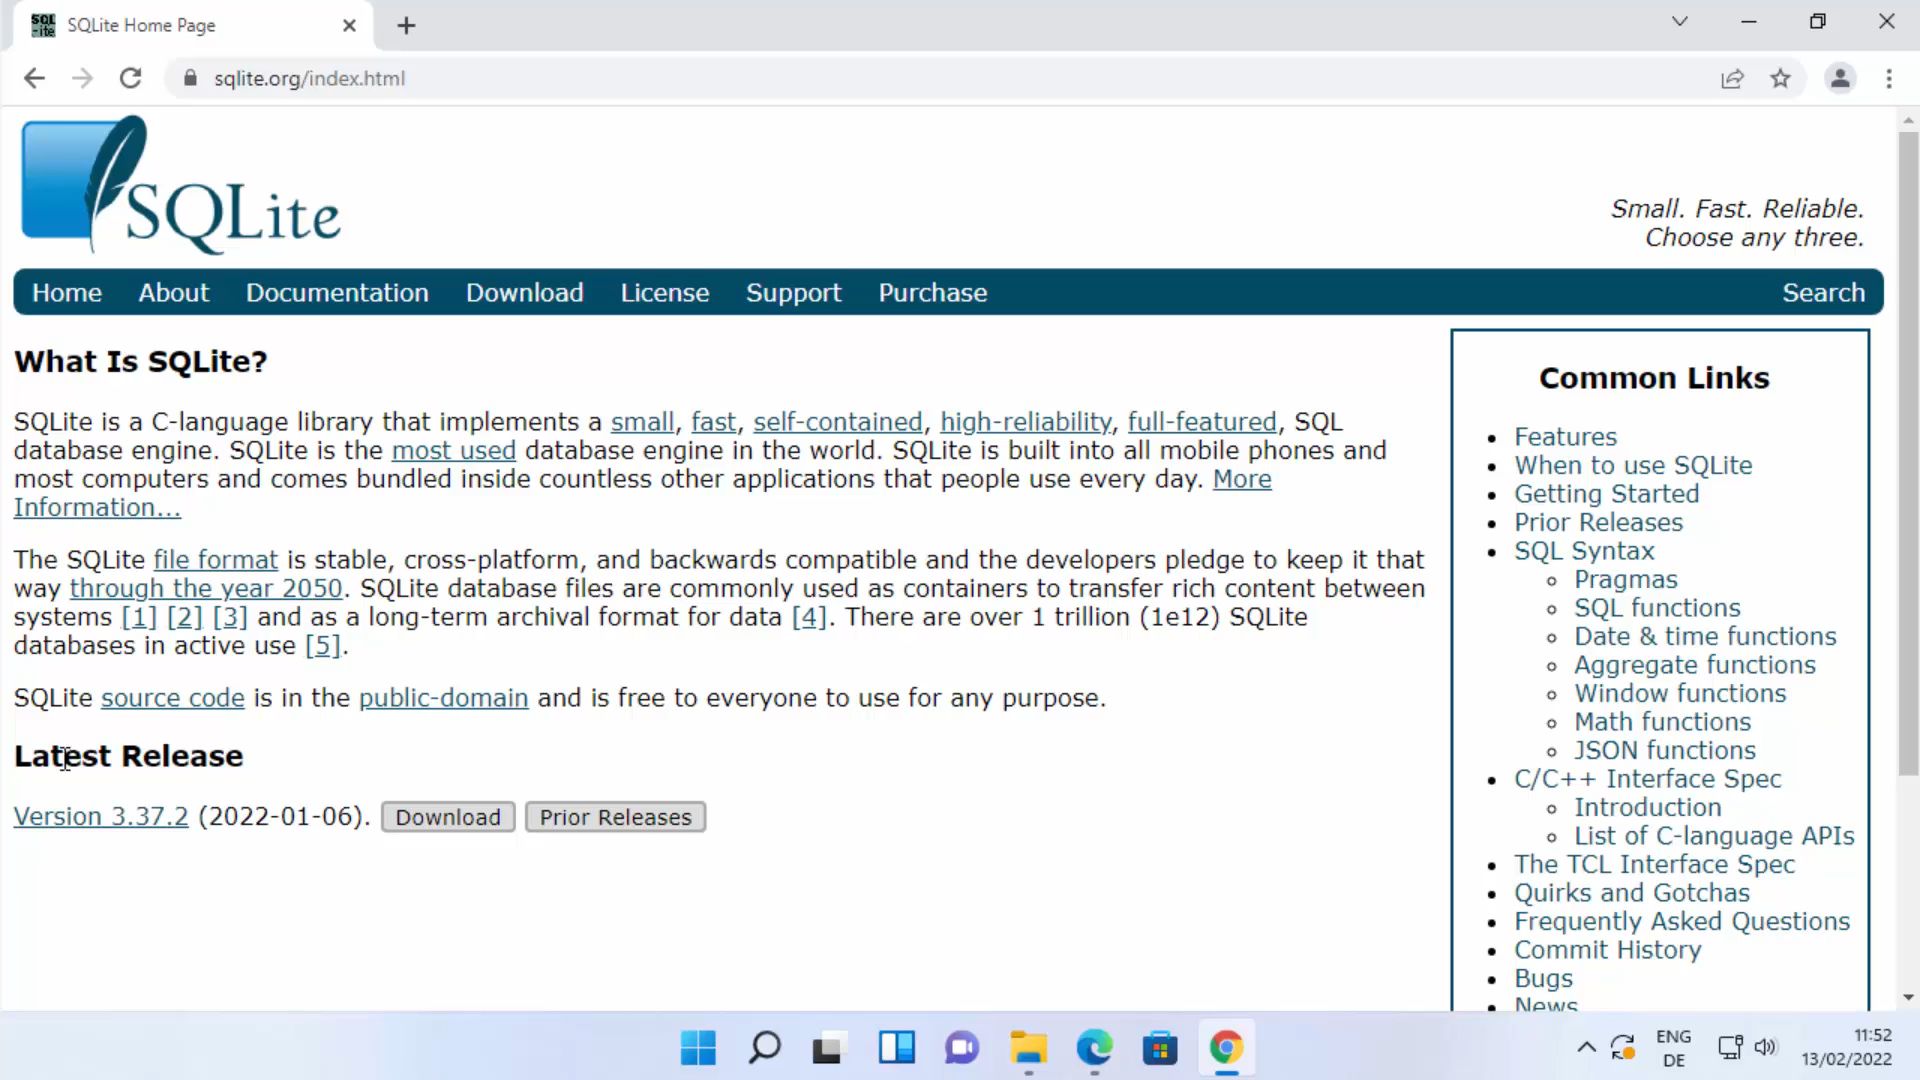 SQL
-ite
SQLite Home Page
sqlite.org/index.html
SQLite
Small. Fast. Reliable.
Choose any three.
Home About Documentation Download License Support Purchase Search
What Is SQLite?
SQLite is a C-language library that implements a small, fast, self-contained, high-reliability, full-featured, SQL
database engine. SQLite is the most used database engine in the world. SQLite is built into all mobile phones and
most computers and comes bundled inside countless other applications that people use every day. More
Information...
The SQLite file format is stable, cross-platform, and backwards compatible and the developers pledge to keep it that
way through the year 2050. SQLite database files are commonly used as containers to transfer rich content between
systems [1] [2] [3] and as a long-term archival format for data [4]. There are over 1 trillion (1e12) SQLite
databases in active use [5].
SQLite source code is in the public-domain and is free to everyone to use for any purpose.
Latest Release
Version 3.37.2 (2022-01-06). Download Prior Releases
Common Links
Features
When to use SQLite
Getting Started
Prior Releases
SQL Syntax
Pragmas
SQL functions
Date & time functions
Aggregate functions
Window functions
Math functions
JSON functions
C/C++ Interface Spec
Introduction
List of C-language APIs
The TCL Interface Spec
Quirks and Gotchas
Frequently Asked Questions
Commit History
Bugs
News
ENG
DE
11:52
13/02/2022